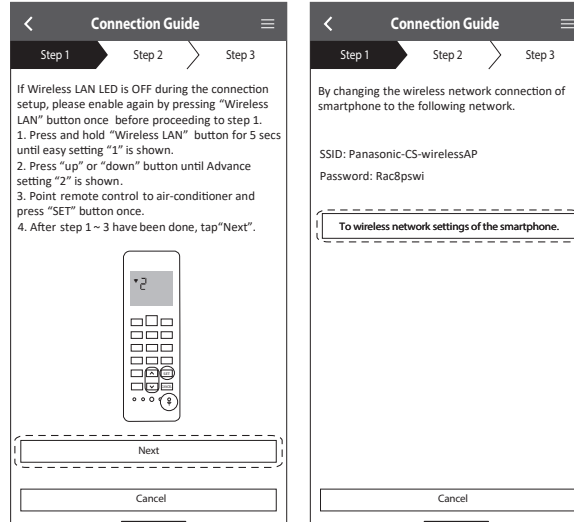 Connection Guide
Step 1 Step 2 Step 3
If Wireless LAN LED is OFF during the connection
setup, please enable again by pressing “Wireless
LAN” button once before proceeding to step 1.
1. Press and hold “Wireless LAN” button for 5 secs
until easy setting “1” is shown.
2. Press “up” or “down” button until Advance
setting “2” is shown.
3. Point remote control to air-conditioner and
press “SET” button once.
4. After step 1 ~ 3 have been done, tap“Next”.
2
Next
Cancel
Connection Guide
Step 1 Step 2 Step 3
By changing the wireless network connection of
smartphone to the following network.
SSID: Panasonic-CS-wirelessAP
Password: Rac8pswi
To wireless network settings of the smartphone.
Cancel